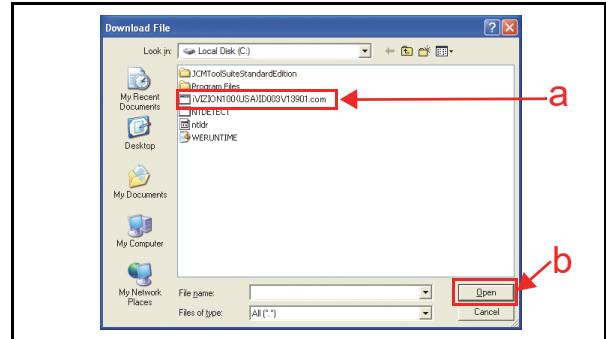 Download File
Look in:
Local Disk (C:)
JCMToolSuiteStandardEdition
Program Files
iVIZION100(USA)ID003V13901.com
NTDETECT
ntldr
WERUNTIME
a
My Recent
Documents
Desktop
My Documents
My Computer
My Network
Places
b
File name:
Open
Files of type:
All (*.*)
Cancel